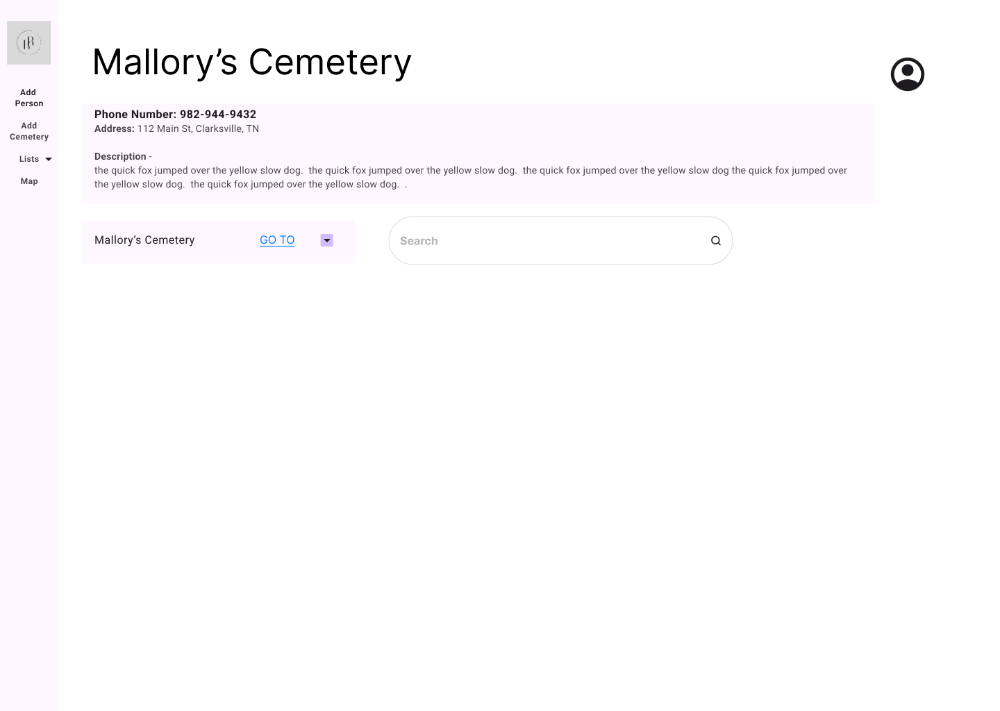 Mallory’s Cemetery
Add
Person
Add
Cemetery
Lists
Map
Phone Number: 982-944-9432
Address: 112 Main St, Clarksville, TN
Description -
the quick fox jumped over the yellow slow dog.  the quick fox jumped over the yellow slow dog.  the quick fox jumped over the yellow slow dog the quick fox jumped over
the yellow slow dog.  the quick fox jumped over the yellow slow dog.  .
Mallory’s Cemetery
GO TO
Search